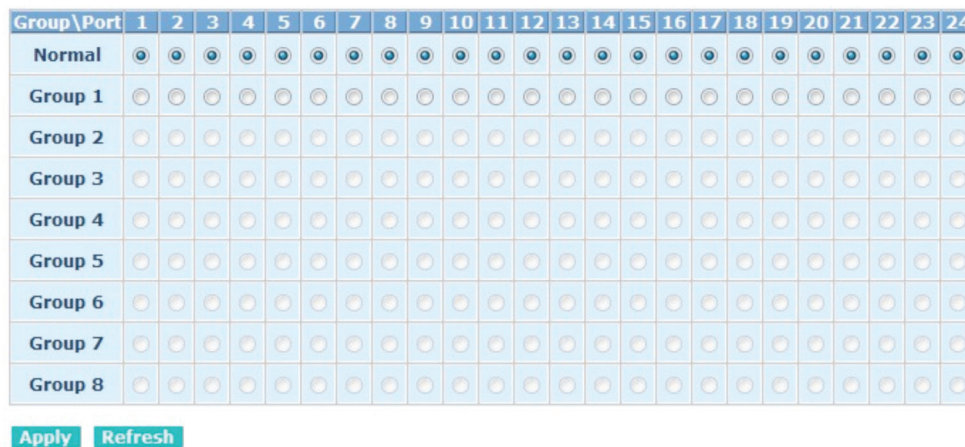 Group\Port 1 2 3 4 5 6 7 8 9 10 11 12 13 14 15 16 17 18 19 20 21 22 23 24
Normal
Group 1
Group 2
Group 3
Group 4
Group 5
Group 6
Group 7
Group 8
Apply Refresh